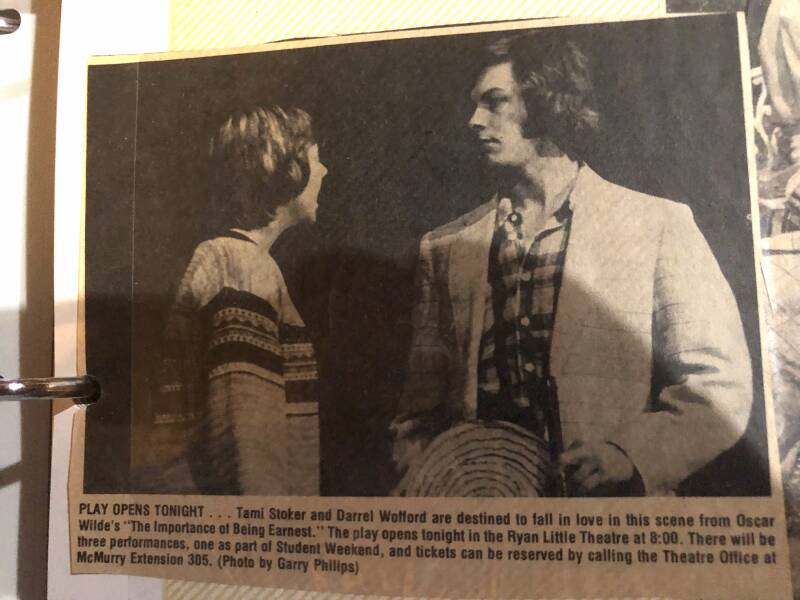 PLAY OPENS TONIGHT . . . Tami Stoker and Darrel Wofford are destined to fall in love in this scene from Oscar
Wilde's "The Importance of Being Earnest." The play opens tonight in the Ryan Little Theatre at 8:00. There will be
three performances, one as part of Student Weekend, and tickets can be reserved by calling the Theatre Office at
McMurry Extension 305. (Photo by Garry Philips)